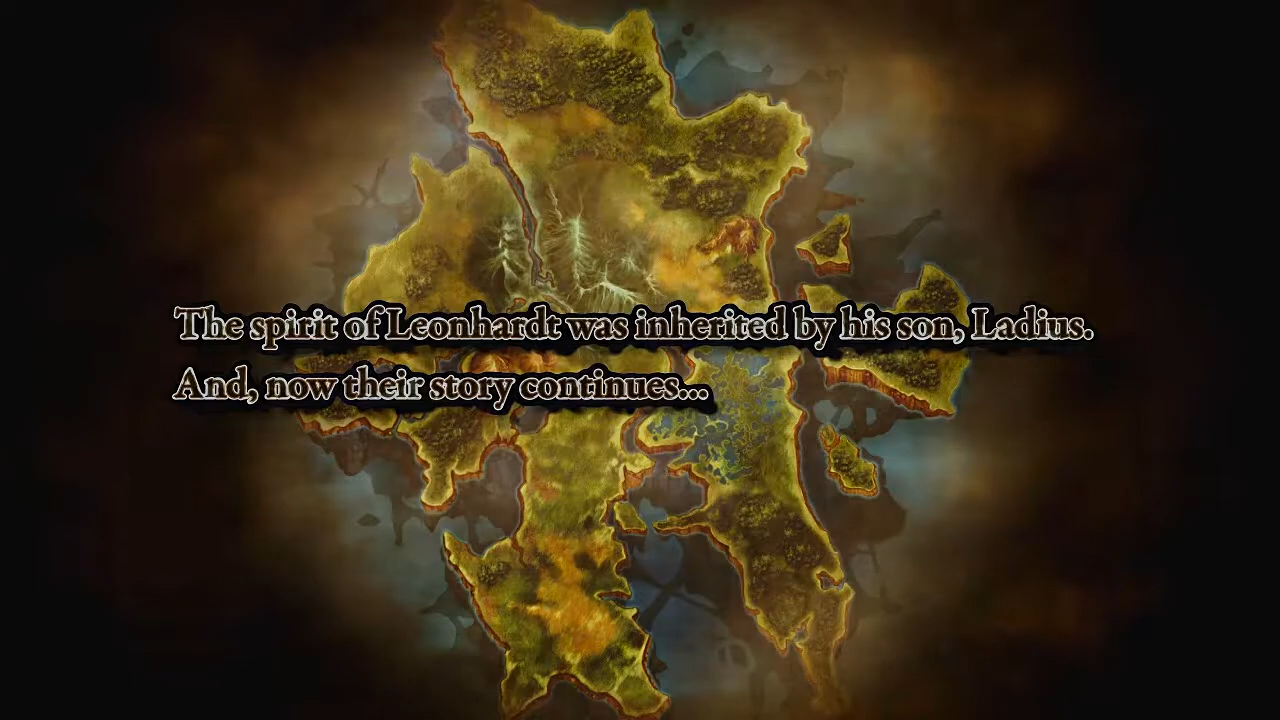 The spirit of Leonhardt was inherited by his son, Ladius.
And, now their story continues...